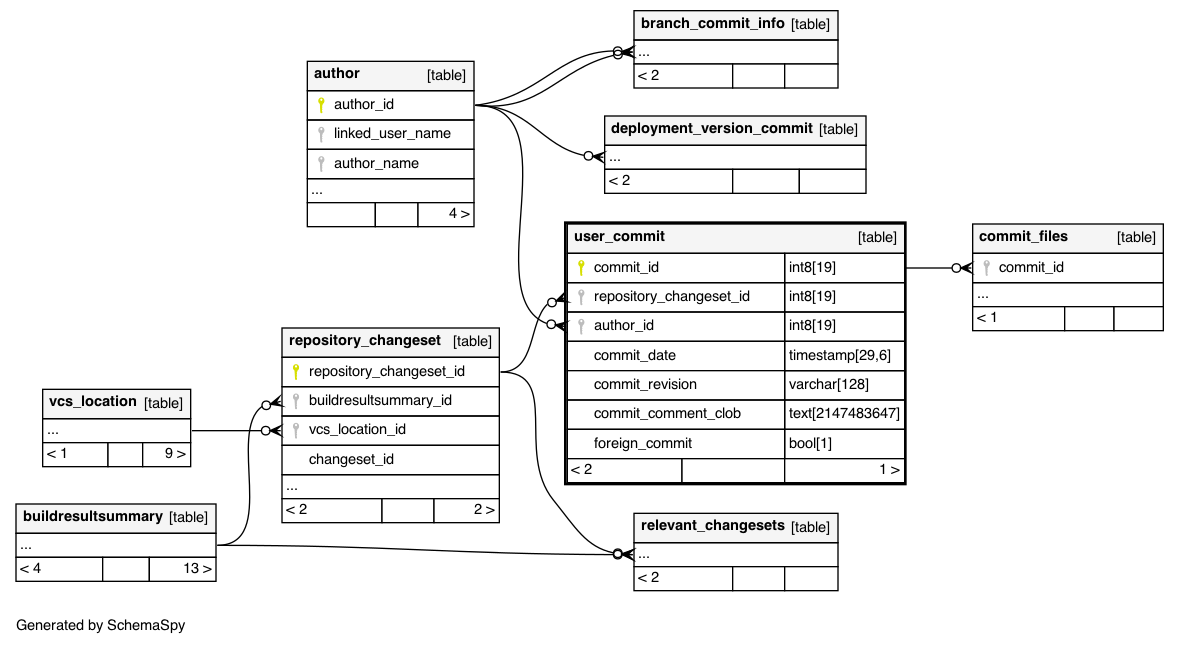 branch_commit_info [table]
...
< 2
author [table]
author_id
linked_user_name
author_name
...
4 >
deployment_version_commit [table]
...
< 2
user_commit [table]
commit_id int8[19]
repository_changeset_id int8[19]
author_id int8[19]
commit_date timestamp[29,6]
commit_revision varchar[128]
commit_comment_clob text[2147483647]
foreign_commit bool[1]
< 2 1 >
commit_files [table]
commit_id
...
< 1
repository_changeset [table]
repository_changeset_id
buildresultsummary_id
vcs_location_id
changeset_id
...
< 2 2 >
vcs_location [table]
...
< 1 9 >
buildresultsummary [table]
...
< 4 13 >
relevant_changesets [table]
...
< 2
Generated by SchemaSpy